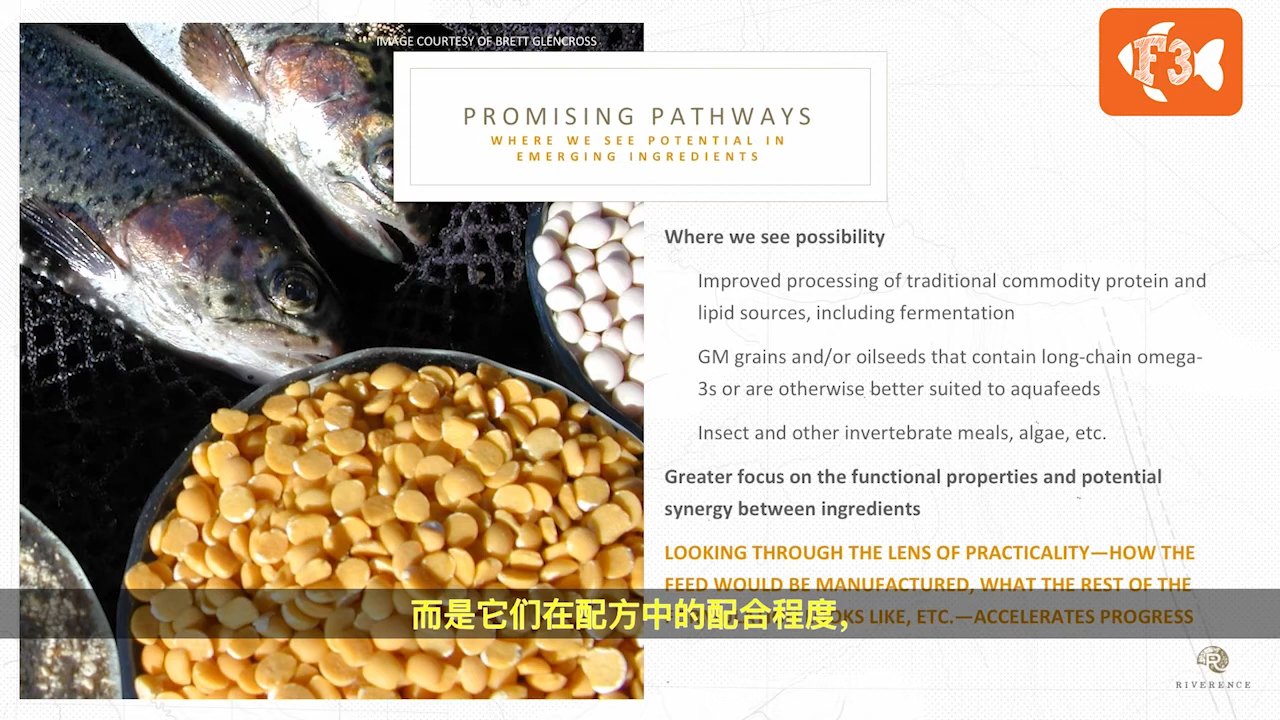 IMAGE COURTESY OF BRETT GLENCROSS
F3
PROMISING PATHWAYS
WHERE WE SEE POTENTIAL IN
EMERGING INGREDIENTS
Where we see possibility
Improved processing of traditional commodity protein and
lipid sources, including fermentation
GM grains and/or oilseeds that contain long-chain omega-
3s or are otherwise better suited to aquafeeds
Insect and other invertebrate meals, algae, etc.
Greater focus on the functional properties and potential
synergy between ingredients
LOOKING THROUGH THE LENS OF PRACTICALITY—HOW THE
FEED WOULD BE MANUFACTURED, WHAT THE REST OF THE
LIKE, ETC.—ACCELERATES PROGRESS
而是它们在配方中的配合程度,
RIVERENCE